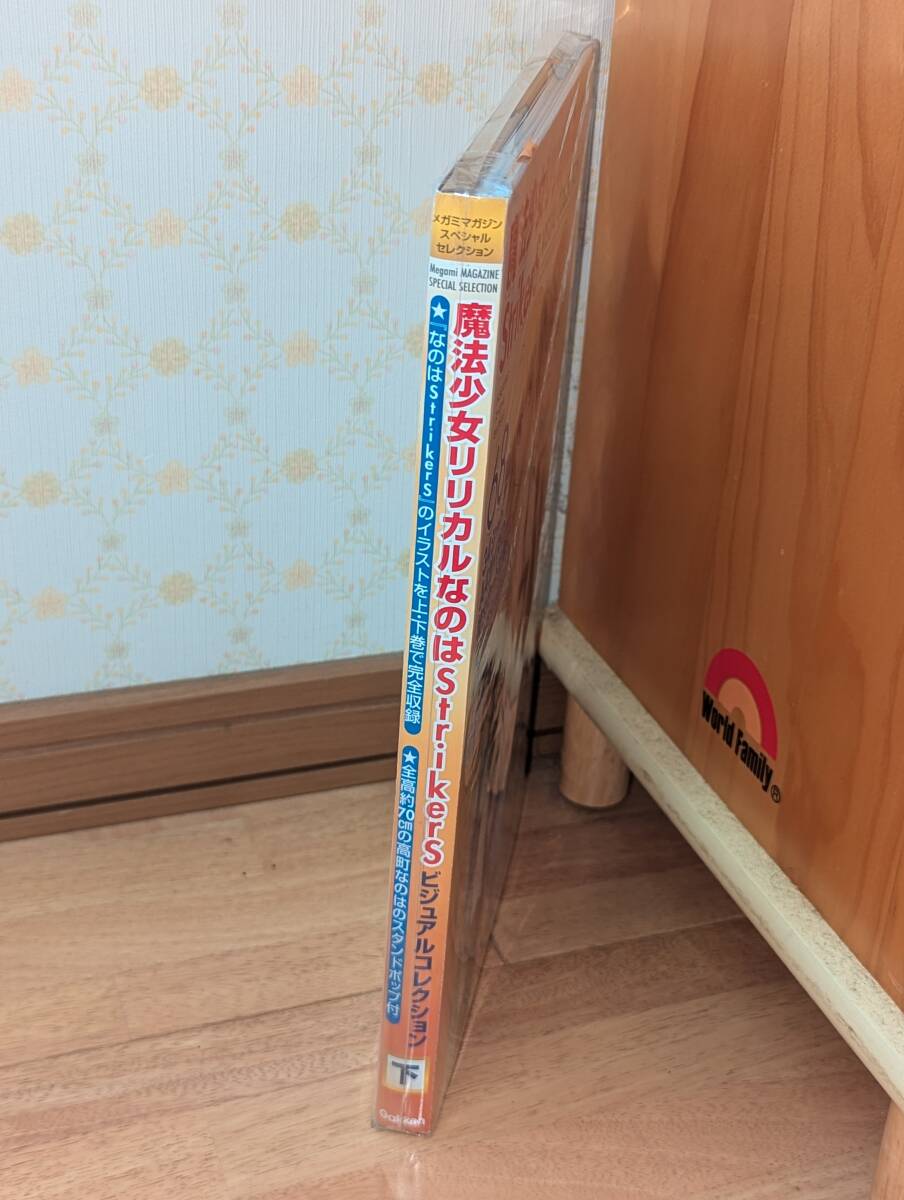 メガミマガジン
スペシャル
セレクション
Megami MAGAZINE
SPECIAL SELECTION
魔法少女リリカルなのはStrikerSビジュアルコレクション
★『なのはStrikerS』のイラストを上・下巻で完全収録
★全高約70cmの高町なのはのスタンドポップ付
下
Gakken
World Family®